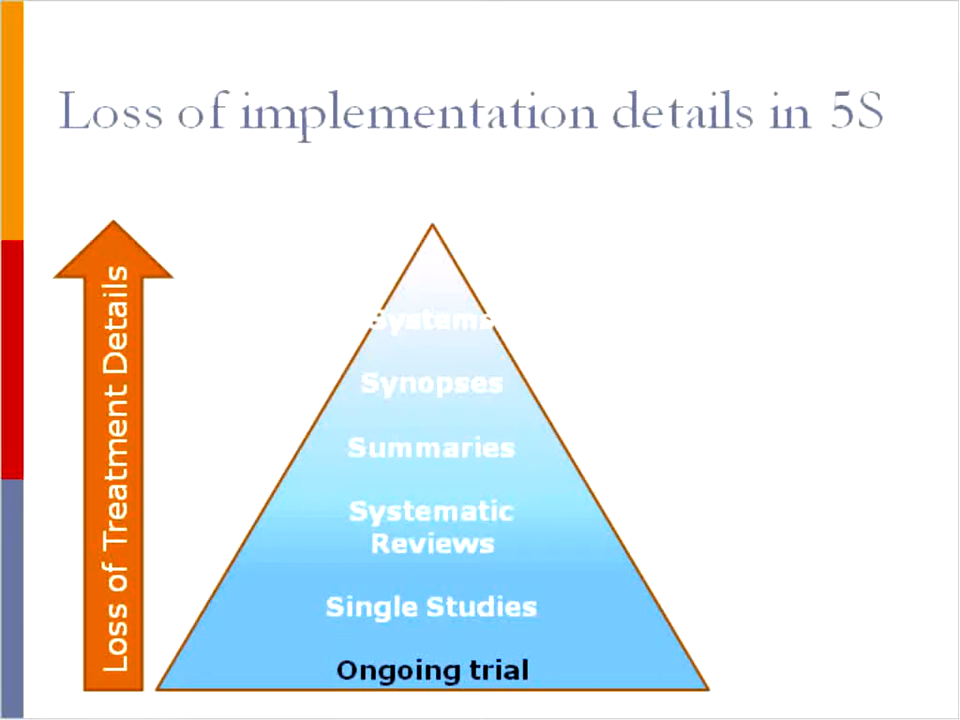 Loss of implementation details in 5S
Loss of Treatment Details
Systems
Synopses
Summaries
Systematic
Reviews
Single Studies
Ongoing trial